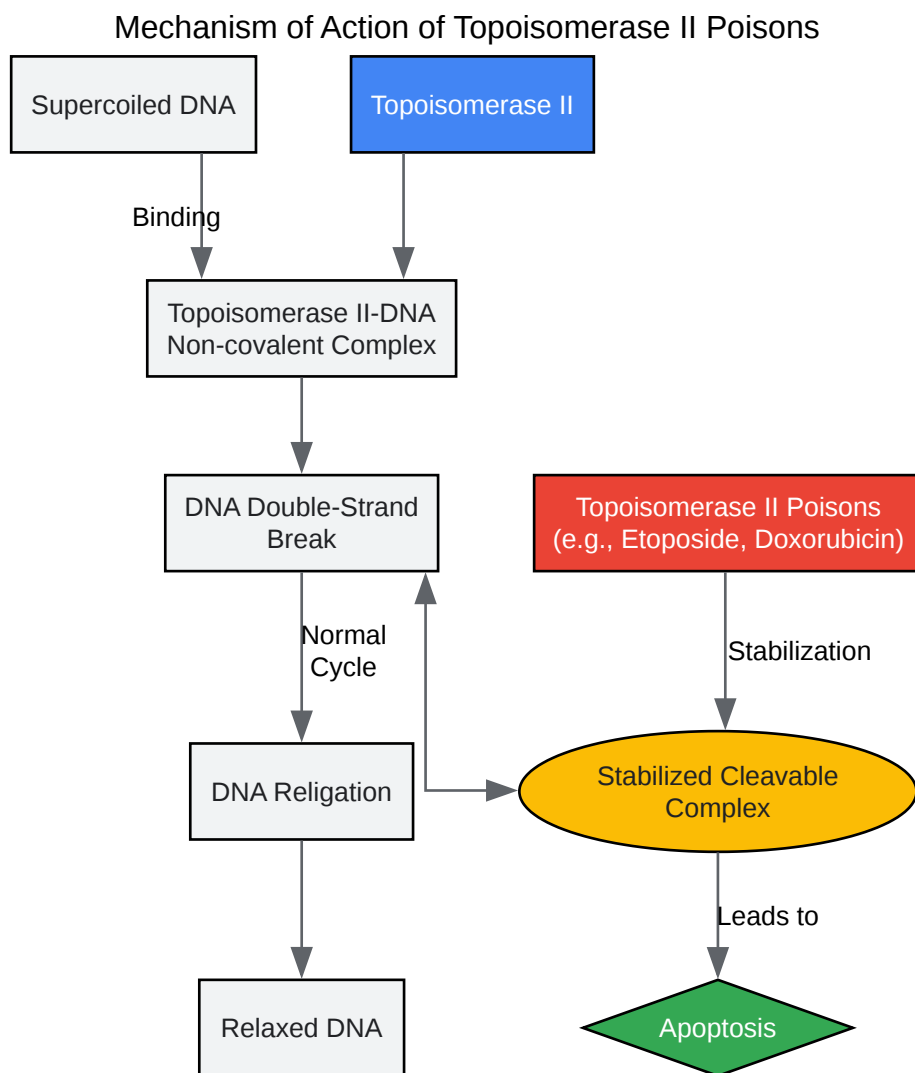 Mechanism of Action of Topoisomerase II Poisons
Supercoiled DNA
Topoisomerase II
Binding
Topoisomerase II-DNA
Non-covalent Complex
DNA Double-Strand
Break
Topoisomerase II Poisons
(e.g., Etoposide, Doxorubicin)
Normal
Cycle
Stabilization
DNA Religation
Stabilized Cleavable
Complex
Leads to
Relaxed DNA
Apoptosis